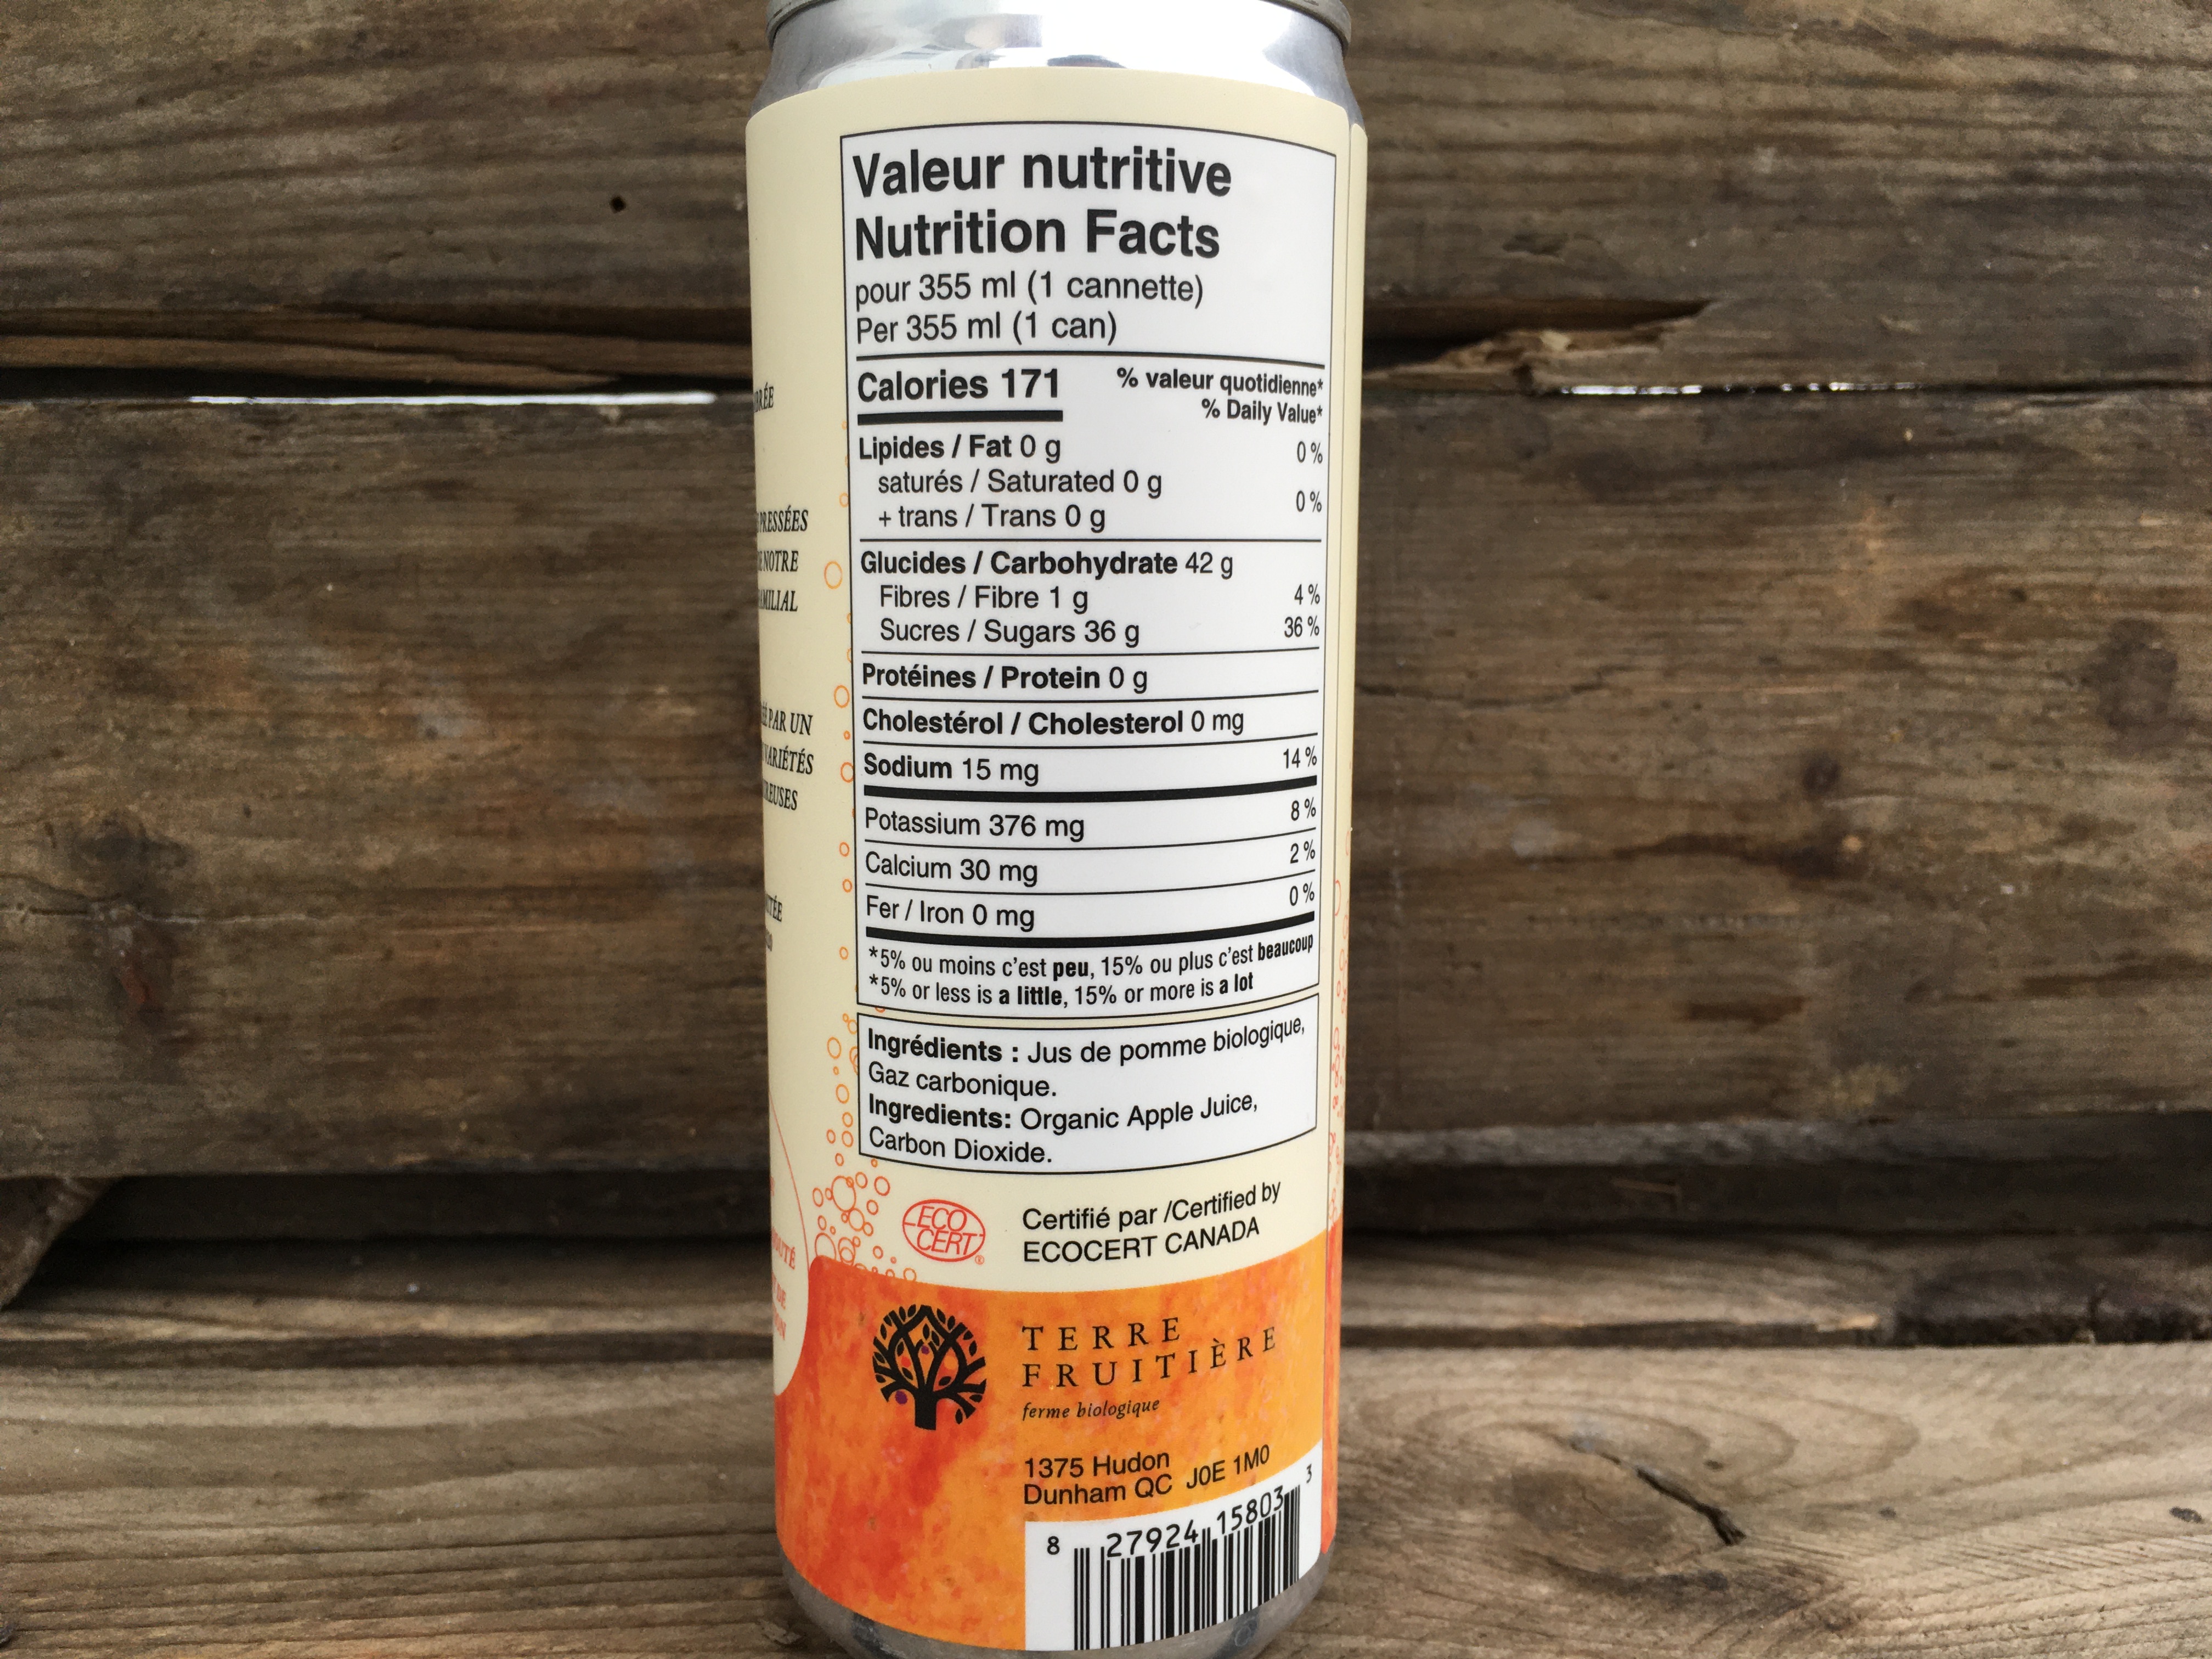 Valeur nutritive
Nutrition Facts
pour 355 ml (1 cannette)
Per 355 ml (1 can)
Calories 171
% valeur quotidienne*
% Daily Value*
Lipides / Fat 0 g 0 %
saturés / Saturated 0 g
+ trans / Trans 0 g 0 %
Glucides / Carbohydrate 42 g
Fibres / Fibre 1 g 4 %
Sucres / Sugars 36 g 36 %
Protéines / Protein 0 g
Cholestérol / Cholesterol 0 mg
Sodium 15 mg 14 %
Potassium 376 mg 8 %
Calcium 30 mg 2 %
Fer / Iron 0 mg 0 %
*5% ou moins c'est peu, 15% ou plus c'est beaucoup
*5% or less is a little, 15% or more is a lot
Ingrédients : Jus de pomme biologique,
Gaz carbonique.
Ingredients: Organic Apple Juice,
Carbon Dioxide.
ECO
CERT
Certifié par /Certified by
ECOCERT CANADA
TERRE
FRUITIÈRE
ferme biologique
1375 Hudon
Dunham QC J0E 1M0
8 27924 15803 3
NOTRE
PAR UN